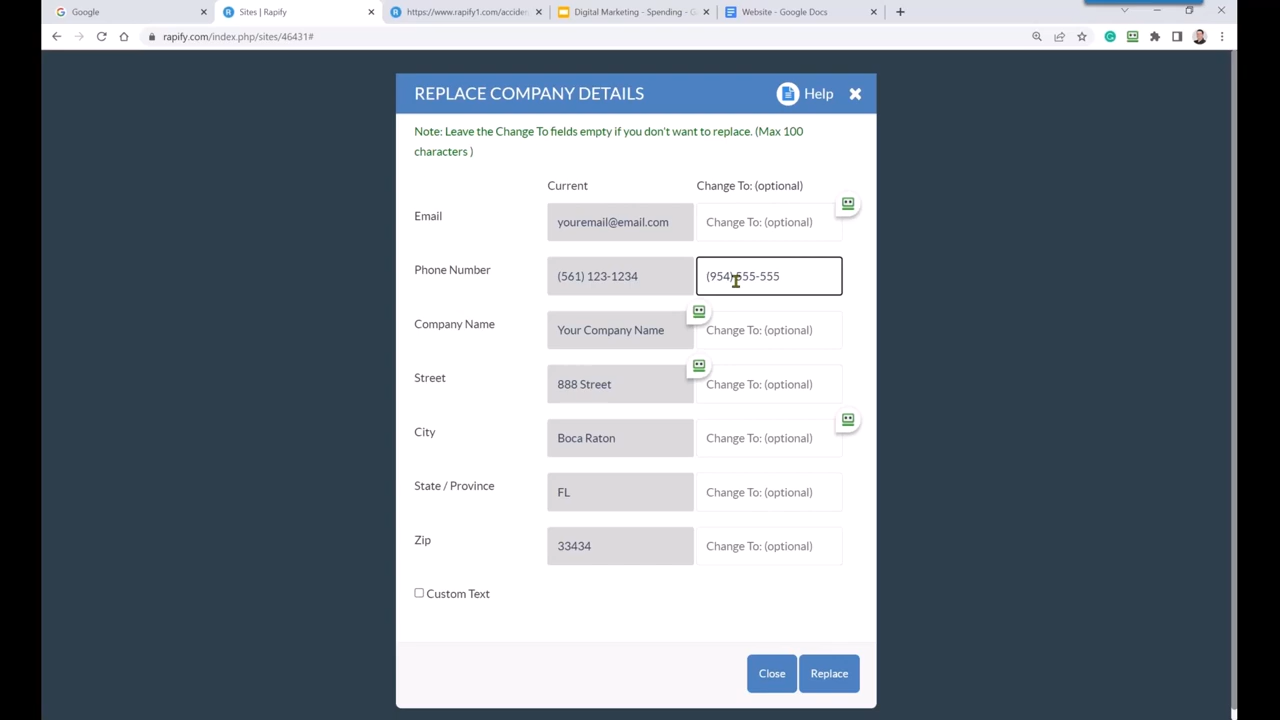 Google
Sites | Rapify
https://www.rapify1.com/acciden
Digital Marketing - Spending - G
Website - Google Docs
rapify.com/index.php/sites/46431#
REPLACE COMPANY DETAILS
Help
Note: Leave the Change To fields empty if you don't want to replace. (Max 100
characters )
Current
Change To: (optional)
Email
youremail@email.com
Change To: (optional)
Phone Number
(561) 123-1234
(954) 555-555
Company Name
Your Company Name
Change To: (optional)
Street
888 Street
Change To: (optional)
City
Boca Raton
Change To: (optional)
State / Province
FL
Change To: (optional)
Zip
33434
Change To: (optional)
Custom Text
Close
Replace